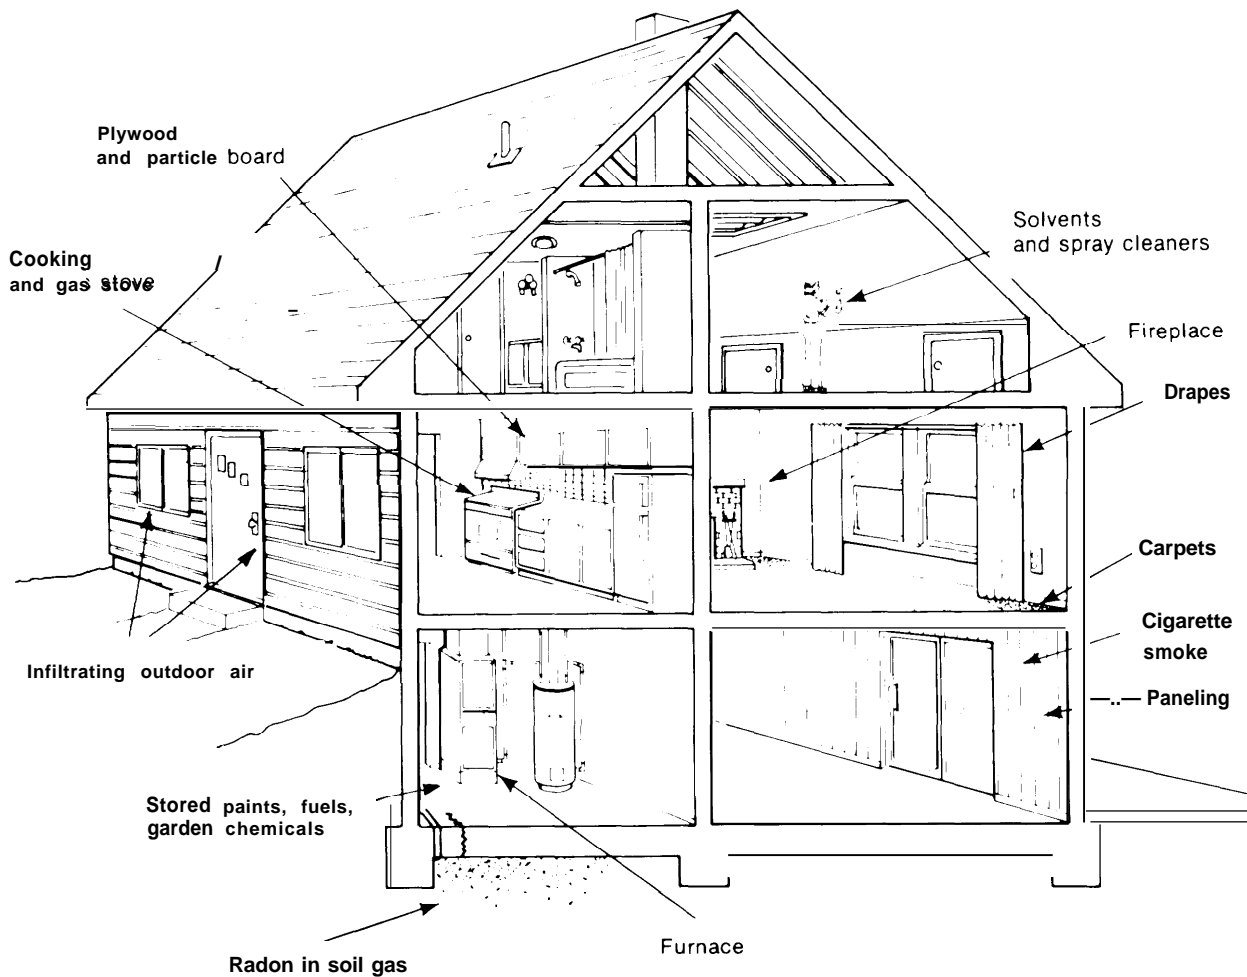 Plywood
and particle board
Cooking
and gas stove
Solvents
and spray cleaners
Fireplace
Drapes
Carpets
Cigarette
smoke
Paneling
Infiltrating outdoor air
Stored paints, fuels,
garden chemicals
Furnace
Radon in soil gas